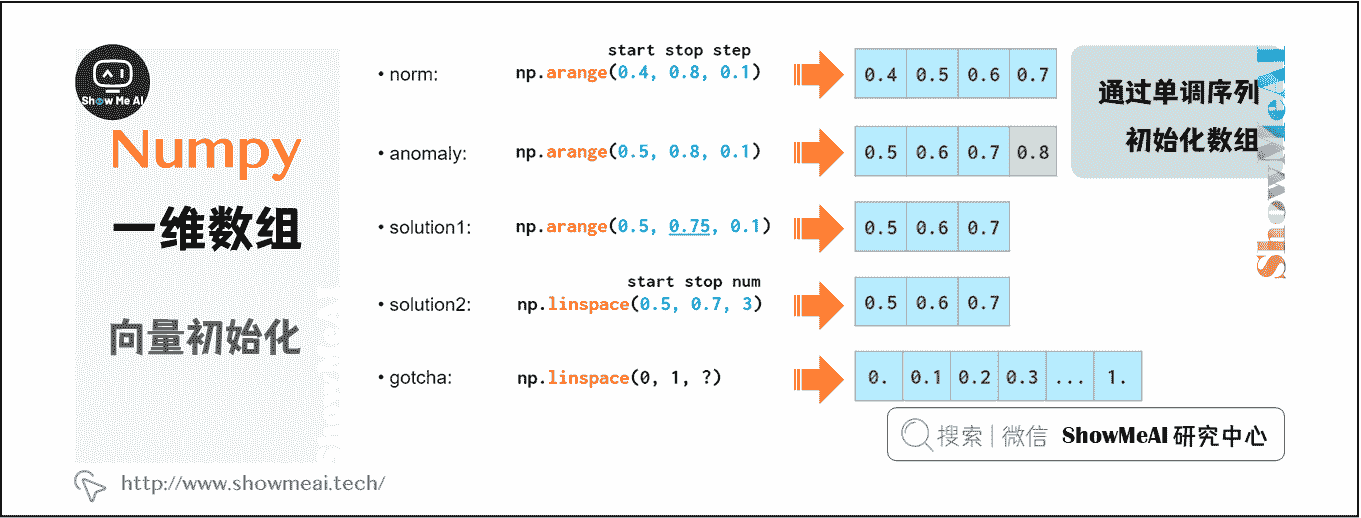 Show Me AI
Numpy
一维数组
向量初始化
http://www.showmeai.tech/
start stop step
• norm: np.arange(0.4, 0.8, 0.1) 0.4 0.5 0.6 0.7
• anomaly: np.arange(0.5, 0.8, 0.1) 0.5 0.6 0.7 0.8
• solution1: np.arange(0.5, 0.75, 0.1) 0.5 0.6 0.7
start stop num
• solution2: np.linspace(0.5, 0.7, 3) 0.5 0.6 0.7
• gotcha: np.linspace(0, 1, ?) 0. 0.1 0.2 0.3 ... 1.
通过单调序列
初始化数组
ShowMeAI
搜索 | 微信 ShowMeAI 研究中心